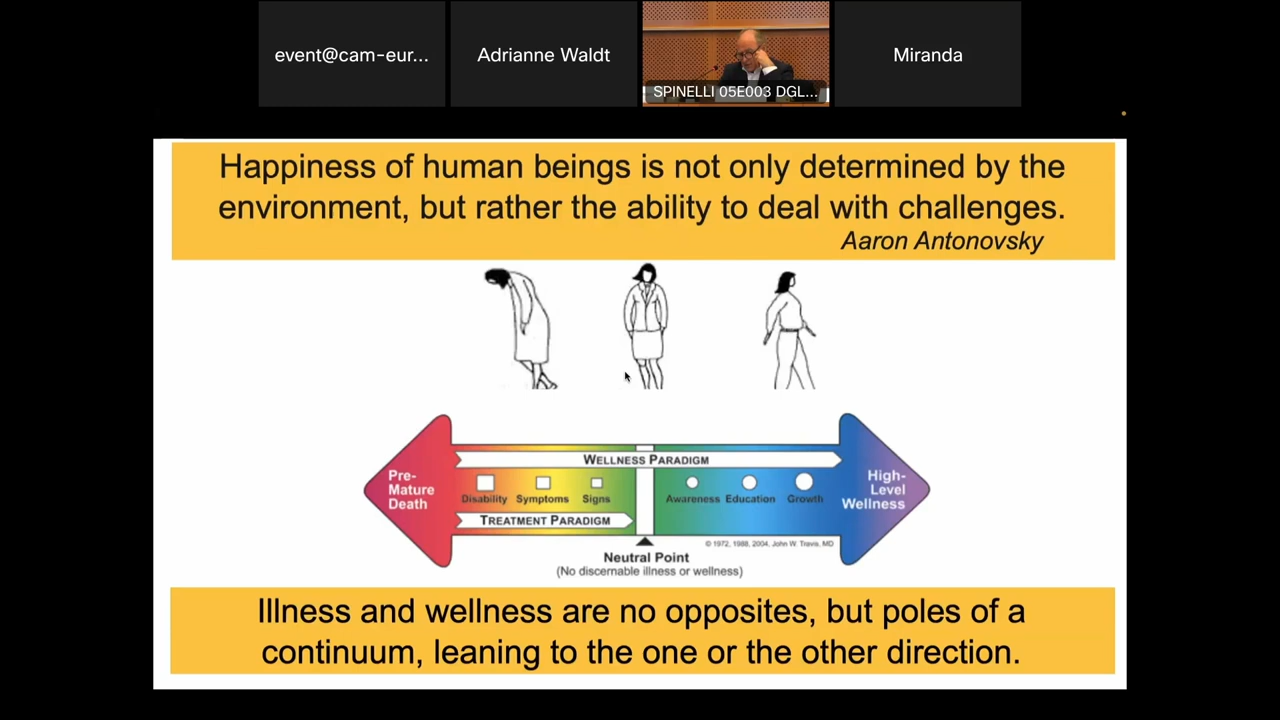 event@cam-eur...
Adrianne Waldt
SPINELLI 05E003 DGL...
Miranda
Happiness of human beings is not only determined by the
environment, but rather the ability to deal with challenges.
Aaron Antonovsky
WELLNESS PARADIGM
Pre-
Mature
Death
Disability Symptoms Signs
Awareness Education Growth
High-
Level
Wellness
TREATMENT PARADIGM
© 1972, 1988, 2004, John W. Travis, MD
Neutral Point
(No discernable illness or wellness)
Illness and wellness are no opposites, but poles of a
continuum, leaning to the one or the other direction.